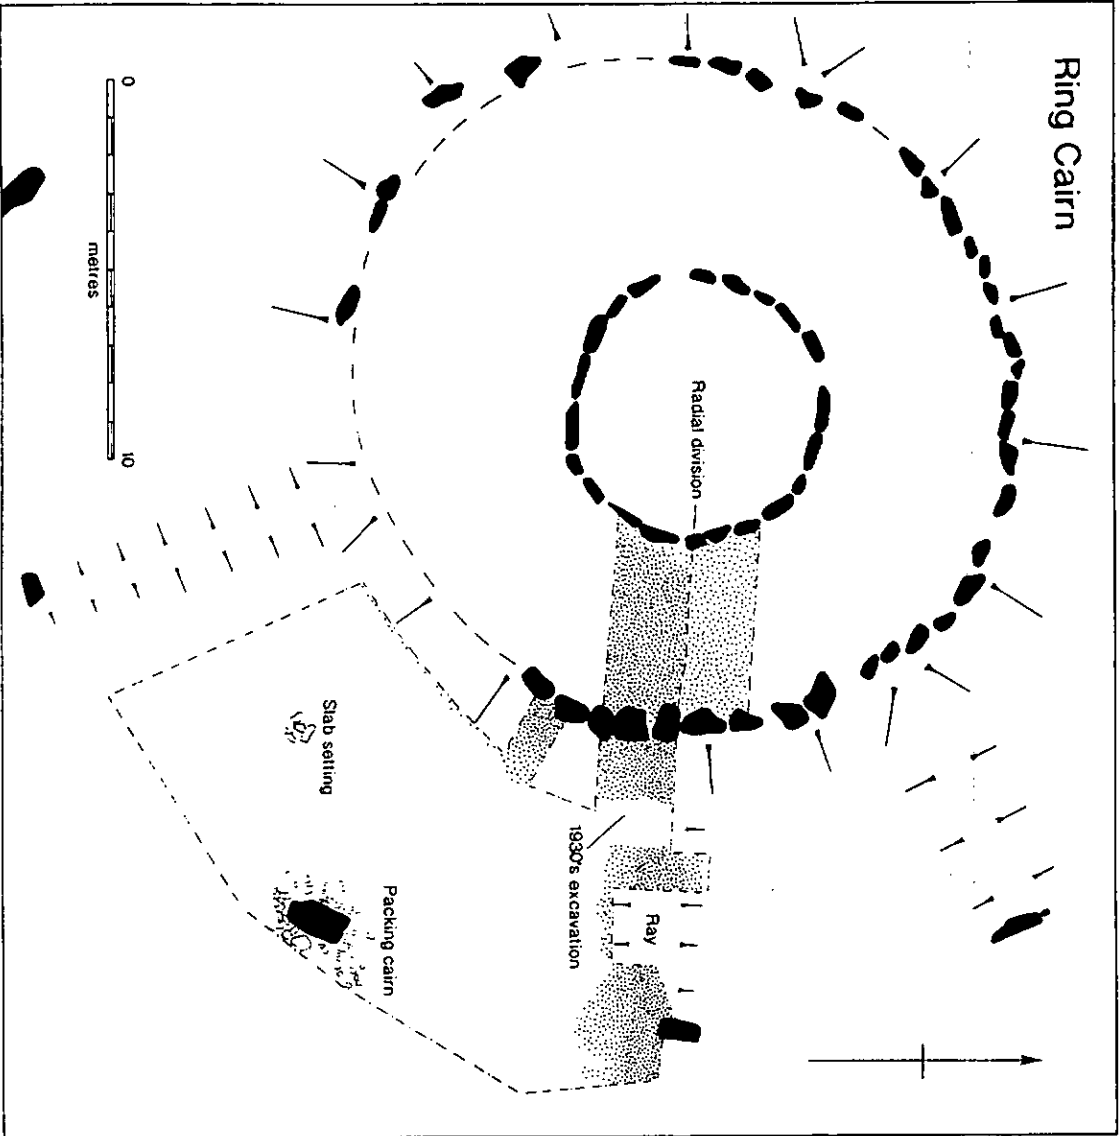 Ring Cairn
Radial division
1930's excavation
Ray
Slab setting
Packing cairn
0
10
metres